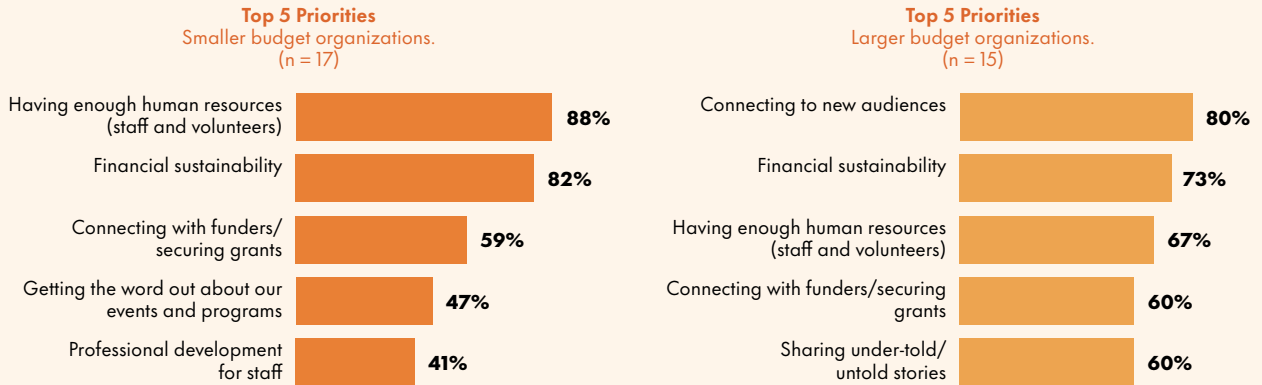 Top 5 Priorities
Smaller budget organizations.
(n = 17)
Having enough human resources
(staff and volunteers)
88%
Financial sustainability
82%
Connecting with funders/
securing grants
59%
Getting the word out about our
events and programs
47%
Professional development
for staff
41%
Top 5 Priorities
Larger budget organizations.
(n = 15)
Connecting to new audiences
80%
Financial sustainability
73%
Having enough human resources
(staff and volunteers)
67%
Connecting with funders/securing
grants
60%
Sharing under-told/
untold stories
60%